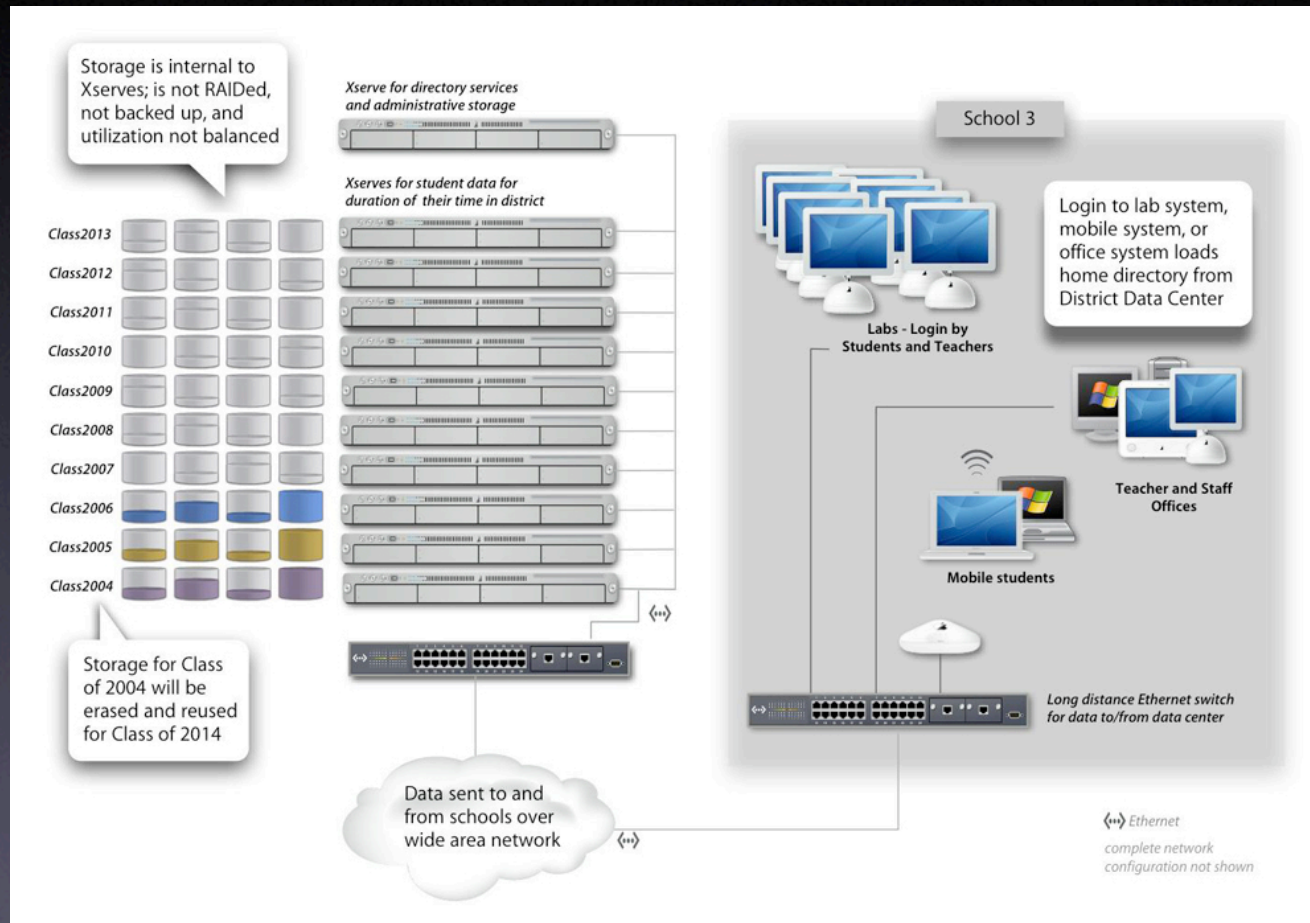 Storage is internal to
Xserves; is not RAIDed,
not backed up, and
utilization not balanced
Xserve for directory services
and administrative storage
Xserves for student data for
duration of their time in district
Class2013
Class2012
Class2011
Class2010
Class2009
Class2008
Class2007
Class2006
Class2005
Class2004
Storage for Class
of 2004 will be
erased and reused
for Class of 2014
Data sent to and
from schools over
wide area network
School 3
Login to lab system,
mobile system, or
office system loads
home directory from
District Data Center
Labs - Login by
Students and Teachers
Teacher and Staff
Offices
Mobile students
Long distance Ethernet switch
for data to/from data center
Ethernet
complete network
configuration not shown